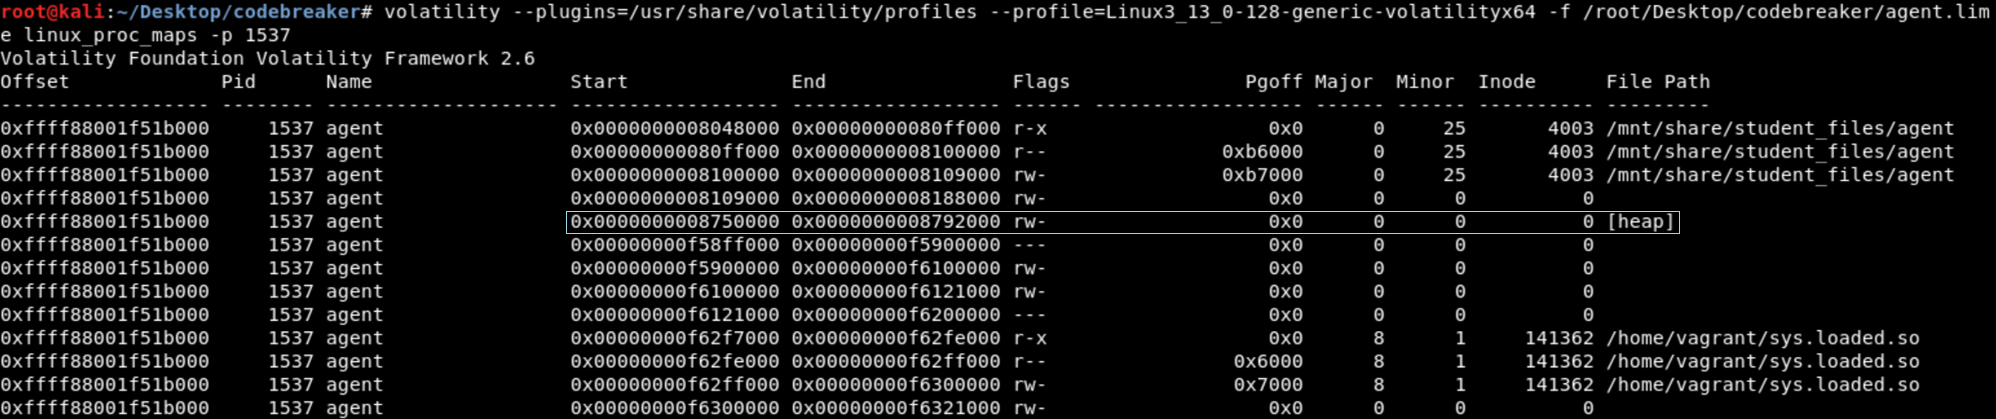 root@kali:~/Desktop/codebreaker# volatility --plugins=/usr/share/volatility/profiles --profile=Linux3_13_0-128-generic-volatilityx64 -f /root/Desktop/codebreaker/agent.lim
e linux_proc_maps -p 1537
Volatility Foundation Volatility Framework 2.6
Offset             Pid      Name                 Start              End                Flags               Pgoff Major  Minor  Inode      File Path
------------------ -------- -------------------- ------------------ ------------------ ------ ------------------ ------ ------ ---------- ---------
0xffff88001f51b000     1537 agent                0x0000000008048000 0x00000000080ff000 r-x                   0x0      0     25       4003 /mnt/share/student_files/agent
0xffff88001f51b000     1537 agent                0x00000000080ff000 0x0000000008100000 r--               0xb6000      0     25       4003 /mnt/share/student_files/agent
0xffff88001f51b000     1537 agent                0x0000000008100000 0x0000000008109000 rw-               0xb7000      0     25       4003 /mnt/share/student_files/agent
0xffff88001f51b000     1537 agent                0x0000000008109000 0x0000000008188000 rw-                   0x0      0      0          0
0xffff88001f51b000     1537 agent                0x0000000008750000 0x0000000008792000 rw-                   0x0      0      0          0 [heap]
0xffff88001f51b000     1537 agent                0x00000000f58ff000 0x00000000f5900000 ---                   0x0      0      0          0
0xffff88001f51b000     1537 agent                0x00000000f5900000 0x00000000f6100000 rw-                   0x0      0      0          0
0xffff88001f51b000     1537 agent                0x00000000f6100000 0x00000000f6121000 rw-                   0x0      0      0          0
0xffff88001f51b000     1537 agent                0x00000000f6121000 0x00000000f6200000 ---                   0x0      0      0          0
0xffff88001f51b000     1537 agent                0x00000000f62f7000 0x00000000f62fe000 r-x                   0x0      8      1     141362 /home/vagrant/sys.loaded.so
0xffff88001f51b000     1537 agent                0x00000000f62fe000 0x00000000f62ff000 r--                0x6000      8      1     141362 /home/vagrant/sys.loaded.so
0xffff88001f51b000     1537 agent                0x00000000f62ff000 0x00000000f6300000 rw-                0x7000      8      1     141362 /home/vagrant/sys.loaded.so
0xffff88001f51b000     1537 agent                0x00000000f6300000 0x00000000f6321000 rw-                   0x0      0      0          0